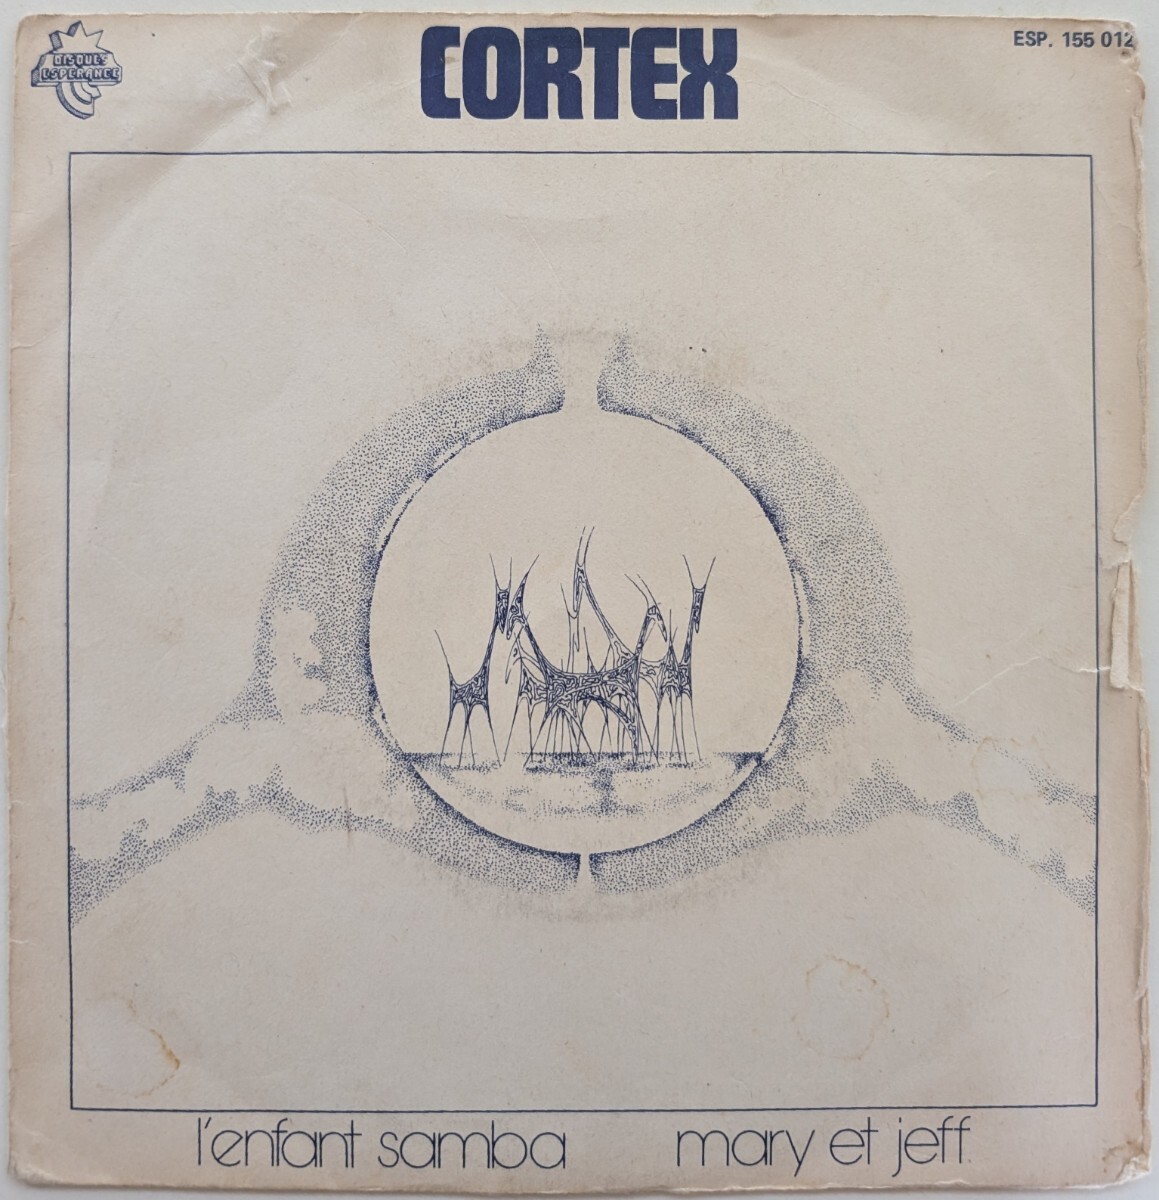 DISQUES
ESPERANCE
CORTEX
ESP. 155 012
l'enfant samba
mary et jeff